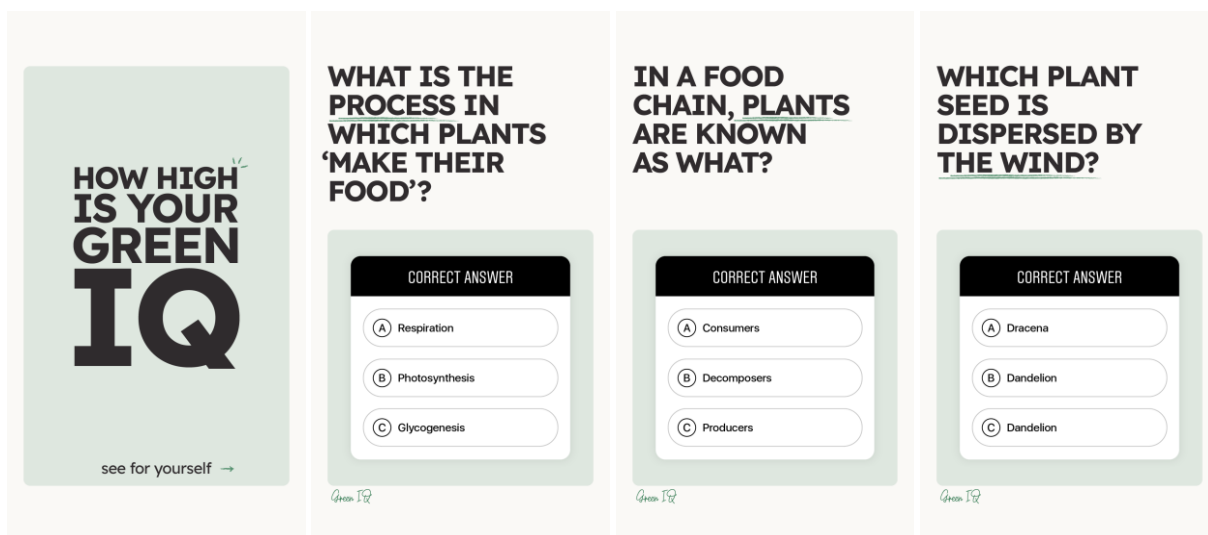 HOW HIGH
IS YOUR
GREEN
IQ
see for yourself →
WHAT IS THE
PROCESS IN
WHICH PLANTS
‘MAKE THEIR
FOOD’?
CORRECT ANSWER
A Respiration
B Photosynthesis
C Glycogenesis
Green IQ
IN A FOOD
CHAIN, PLANTS
ARE KNOWN
AS WHAT?
CORRECT ANSWER
A Consumers
B Decomposers
C Producers
Green IQ
WHICH PLANT
SEED IS
DISPERSED BY
THE WIND?
CORRECT ANSWER
A Dracena
B Dandelion
C Dandelion
Green IQ